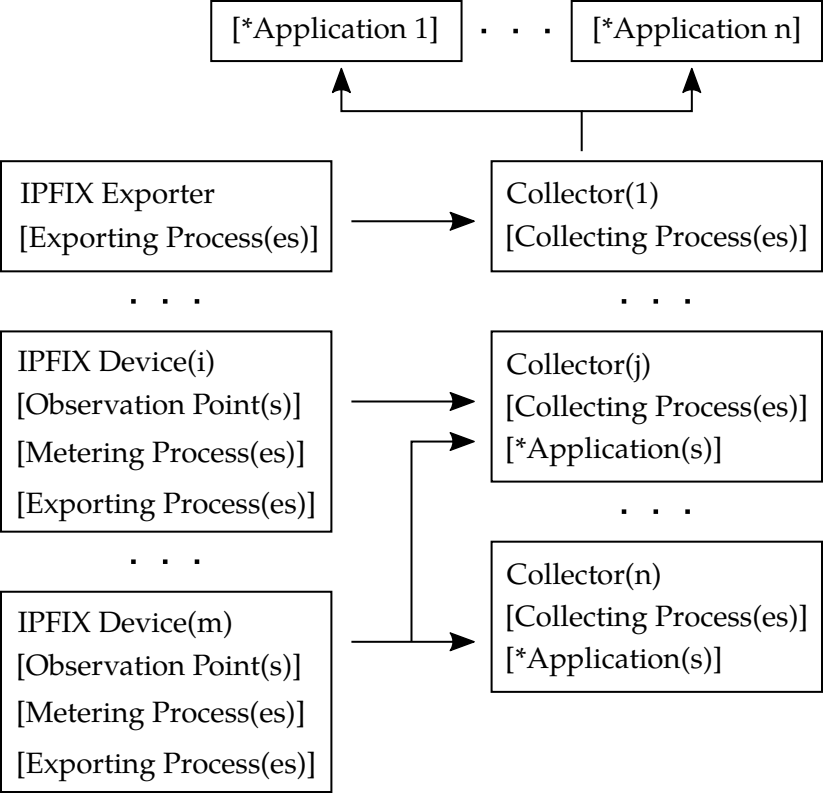 [*Application 1] . . . [*Application n]
IPFIX Exporter
[Exporting Process(es)]
Collector(1)
[Collecting Process(es)]
. . .
. . .
IPFIX Device(i)
[Observation Point(s)]
[Metering Process(es)]
[Exporting Process(es)]
Collector(j)
[Collecting Process(es)]
[*Application(s)]
. . .
. . .
IPFIX Device(m)
[Observation Point(s)]
[Metering Process(es)]
[Exporting Process(es)]
Collector(n)
[Collecting Process(es)]
[*Application(s)]